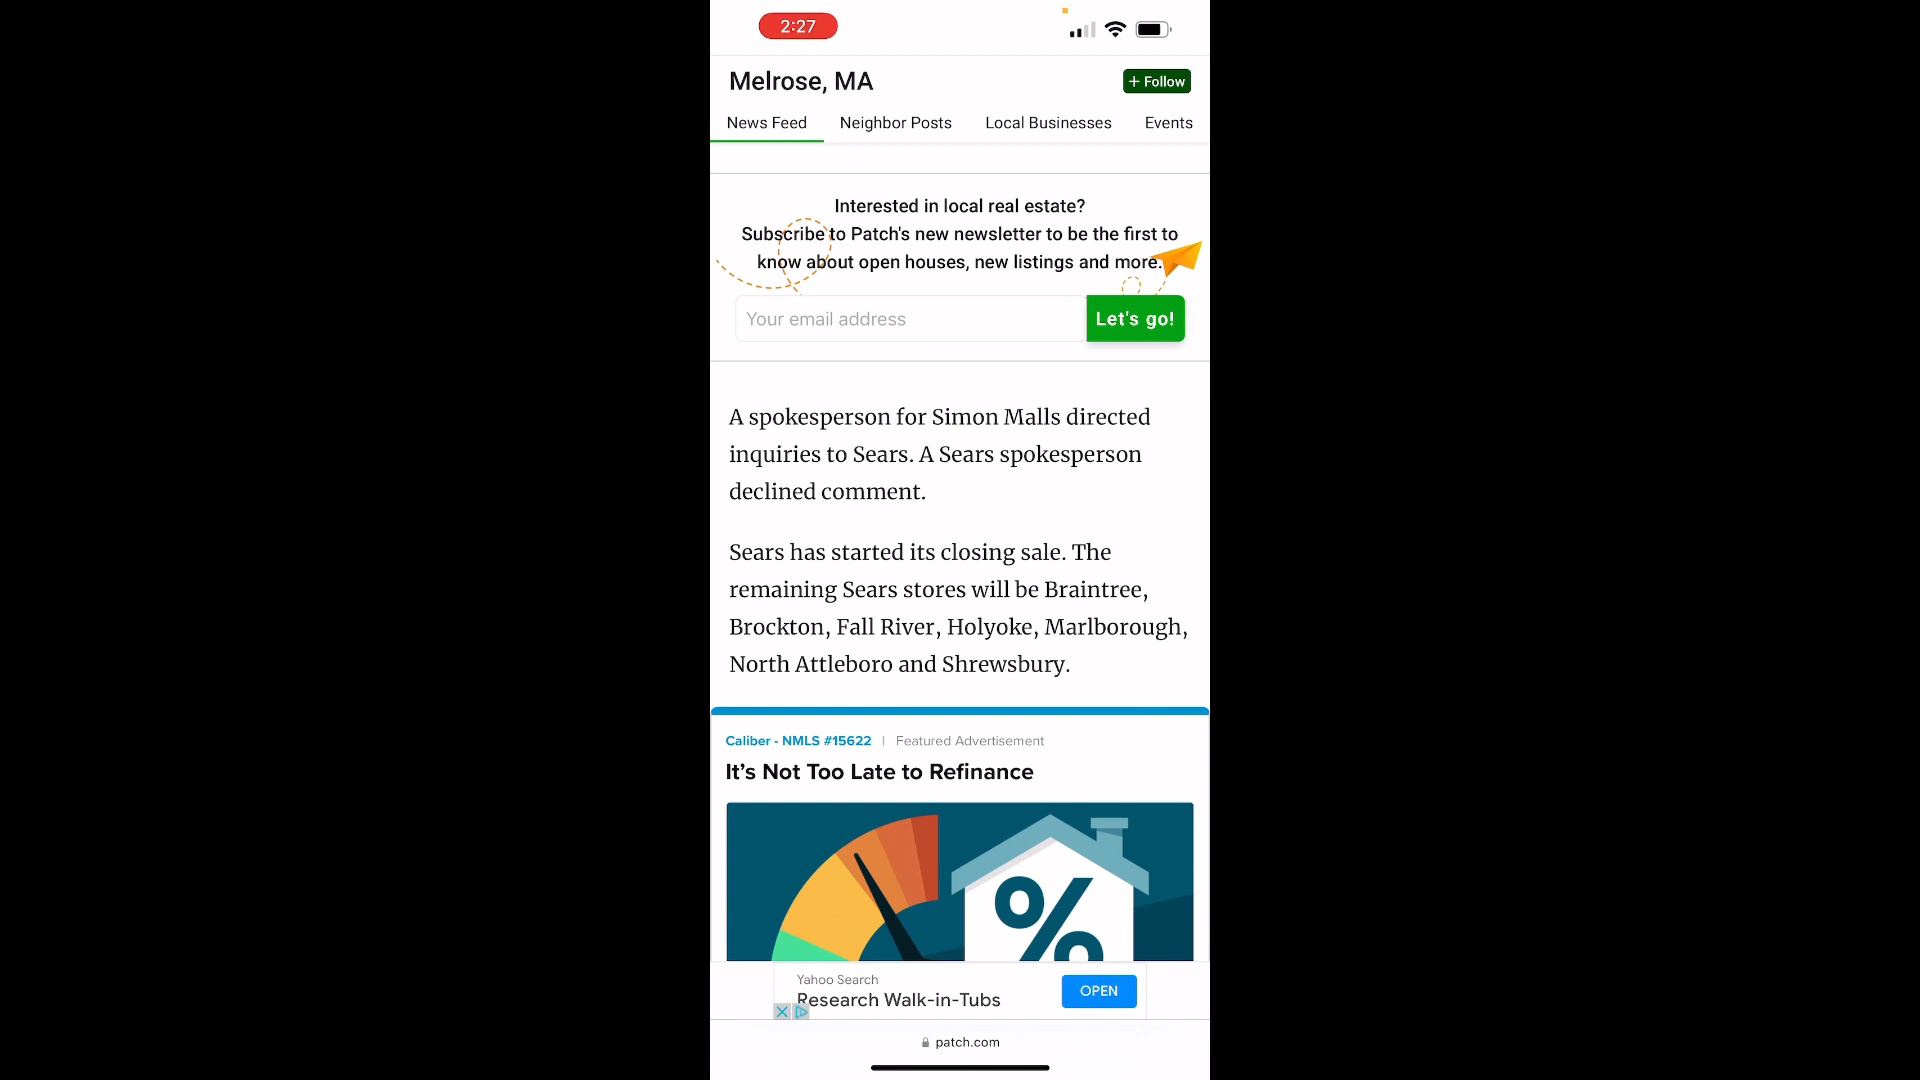 2:27
Melrose, MA
+ Follow
News Feed Neighbor Posts Local Businesses Events
Interested in local real estate?
Subscribe to Patch's new newsletter to be the first to
know about open houses, new listings and more.
Your email address
Let's go!
A spokesperson for Simon Malls directed
inquiries to Sears. A Sears spokesperson
declined comment.
Sears has started its closing sale. The
remaining Sears stores will be Braintree,
Brockton, Fall River, Holyoke, Marlborough,
North Attleboro and Shrewsbury.
Caliber - NMLS #15622 | Featured Advertisement
It's Not Too Late to Refinance
%
Yahoo Search
Research Walk-in-Tubs
OPEN
patch.com